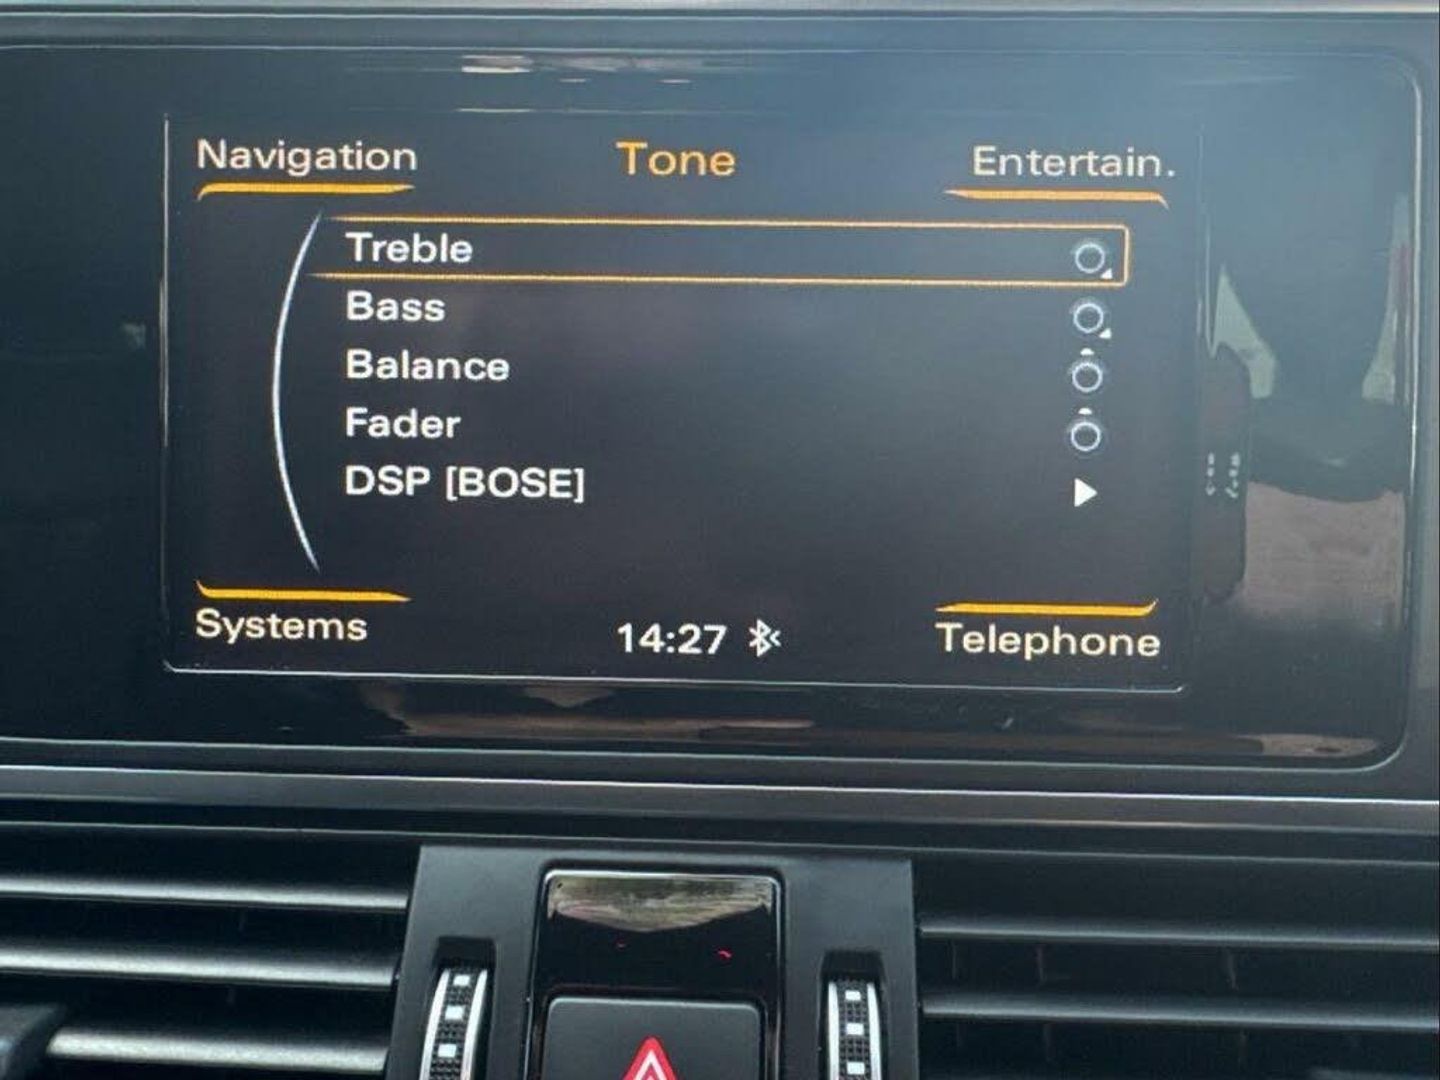 Navigation Tone Entertain.
Treble
Bass
Balance
Fader
DSP [BOSE]
Systems 14:27 Telephone